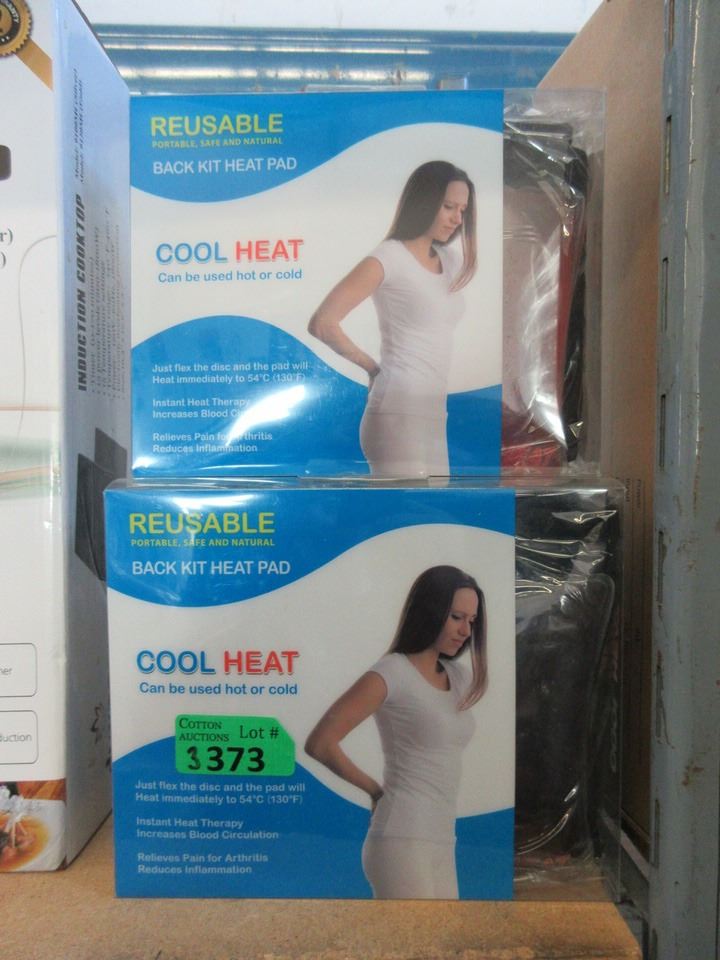 REUSABLE
PORTABLE, SAFE AND NATURAL
BACK KIT HEAT PAD
COOL HEAT
Can be used hot or cold
Just flex the disc and the pad will
Heat immediately to 54°C (130°F)
Instant Heat Therapy
Increases Blood
Relieves Pain for Arthritis
Reduces Inflammation
REUSABLE
PORTABLE, SAFE AND NATURAL
BACK KIT HEAT PAD
COOL HEAT
Can be used hot or cold
COTTON
AUCTIONS Lot #
3373
Just flex the disc and the pad will
Heat immediately to 54°C (130°F)
Instant Heat Therapy
Increases Blood Circulation
Relieves Pain for Arthritis
Reduces Inflammation
INDUCTION COOKTOP